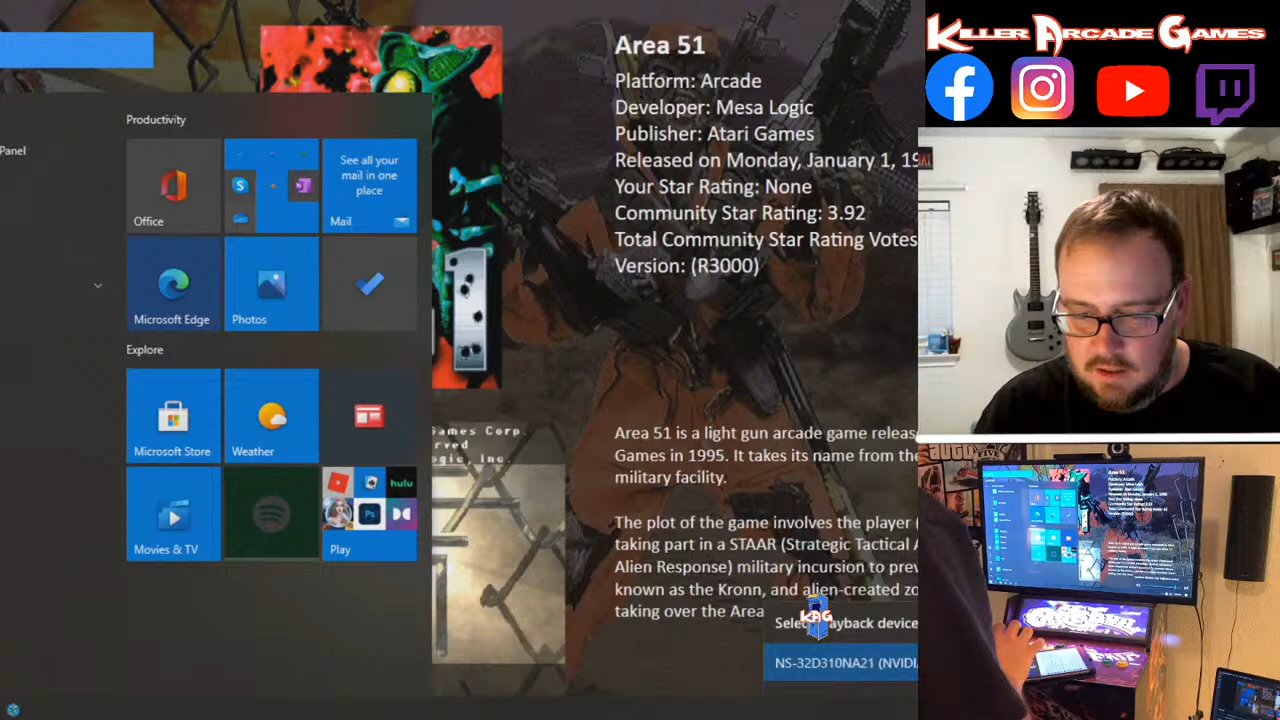 Panel
Productivity
Office
See all your
mail in one
place
Mail
Microsoft Edge
Photos
Explore
Microsoft Store
Weather
Movies & TV
hulu
Ps
Play
Games Corp.
rved
ogic, inc.
Area 51
Platform: Arcade
Developer: Mesa Logic
Publisher: Atari Games
Released on Monday, January 1, 19
Your Star Rating: None
Community Star Rating: 3.92
Total Community Star Rating Votes
Version: (R3000)
Area 51 is a light gun arcade game releas
Games in 1995. It takes its name from the
military facility.
The plot of the game involves the player (
taking part in a STAAR (Strategic Tactical A
Alien Response) military incursion to
known as the Kronn, and alien-created zo
taking over the Area
KAG
Select playback device
NS-32D310NA21 (NVIDI
Killer Arcade Games
Area 51